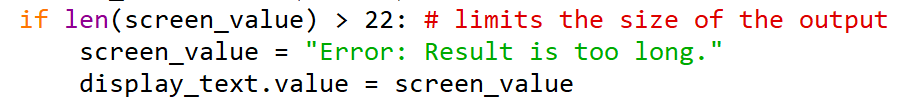 if len(screen_value) > 22: # limits the size of the output
    screen_value = "Error: Result is too long."
    display_text.value = screen_value